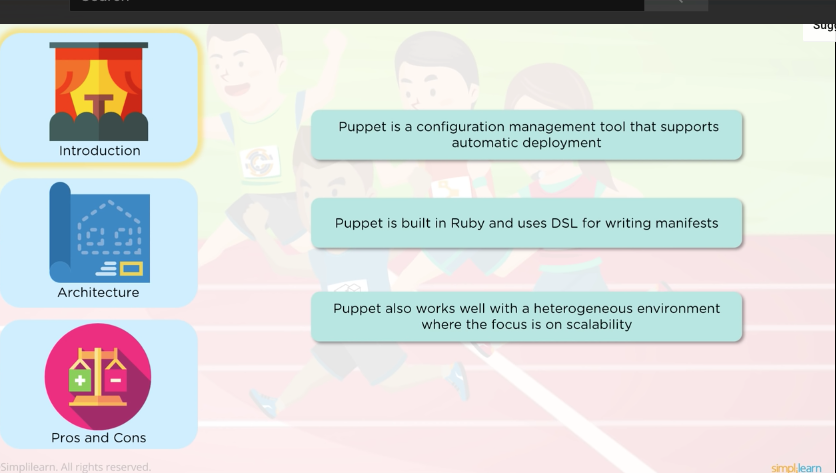 Introduction
Puppet is a configuration management tool that supports
automatic deployment
Puppet is built in Ruby and uses DSL for writing manifests
Architecture
Puppet also works well with a heterogeneous environment
where the focus is on scalability
Pros and Cons
Simplilearn. All rights reserved.
simplilearn